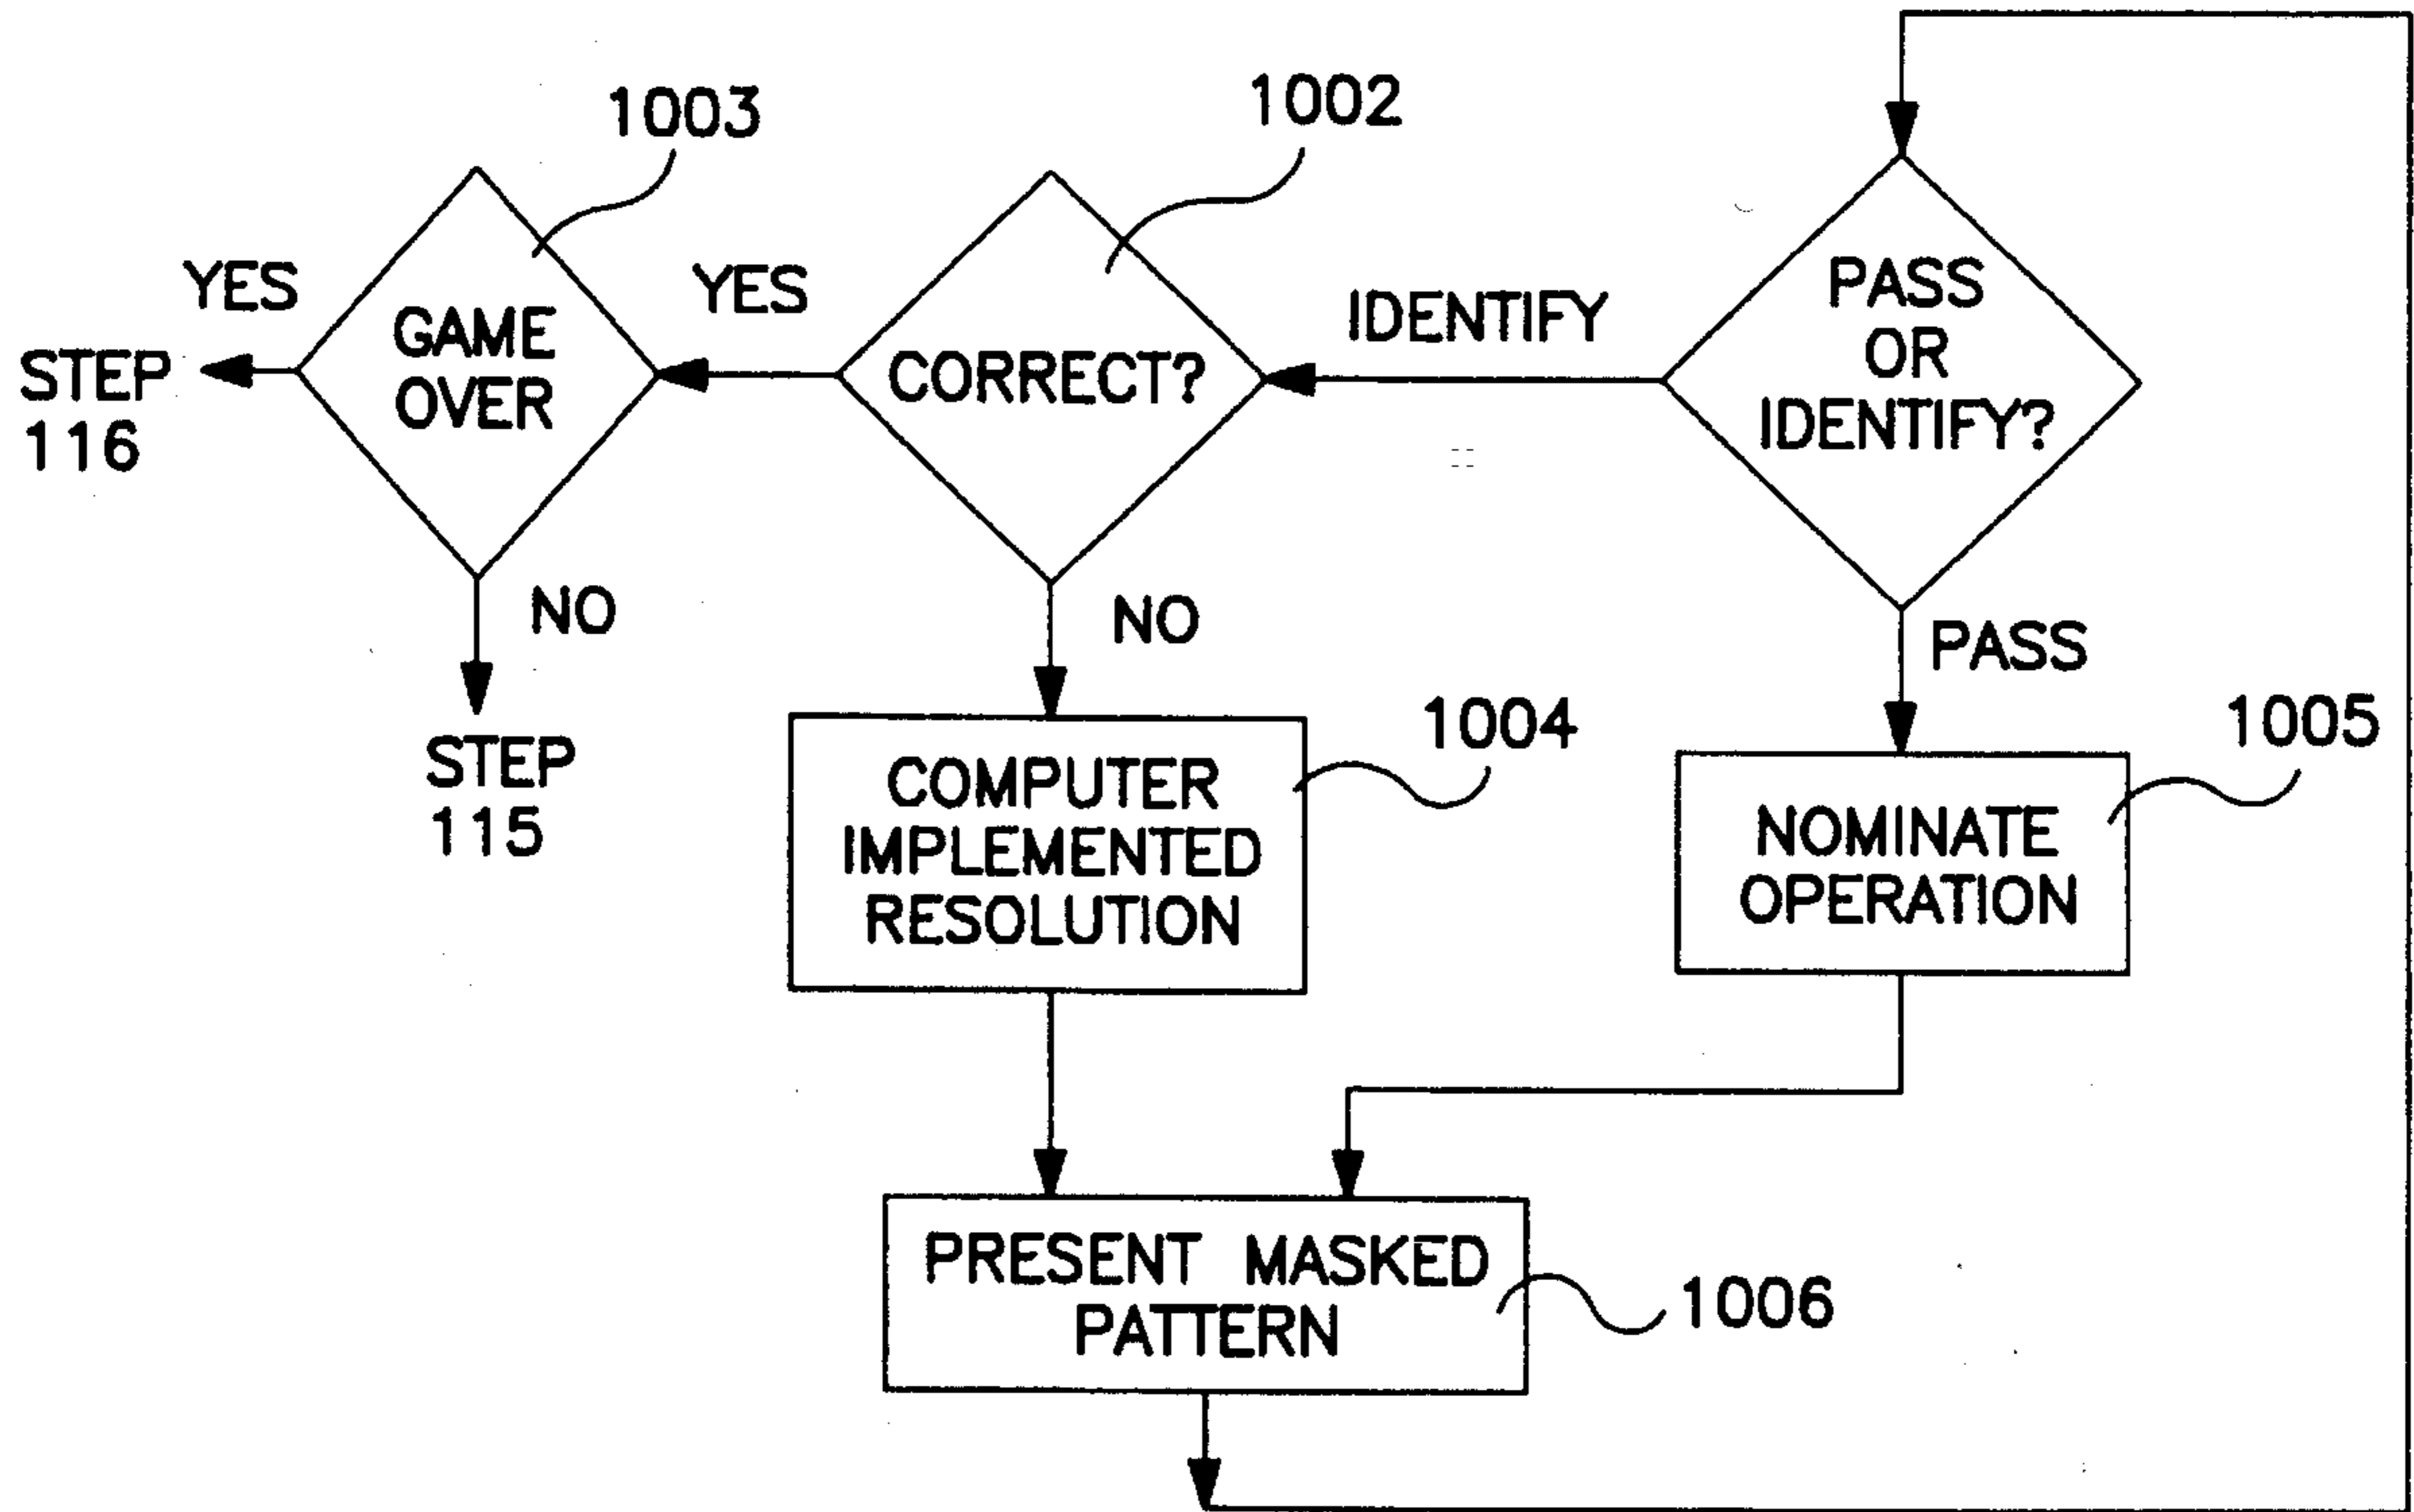 1003
1002
YES
GAME
OVER
STEP
116
NO
STEP
115
YES
CORRECT?
NO
IDENTIFY
PASS
OR
IDENTIFY?
PASS
COMPUTER
IMPLEMENTED
RESOLUTION
1004
NOMINATE
OPERATION
1005
PRESENT MASKED
PATTERN
1006